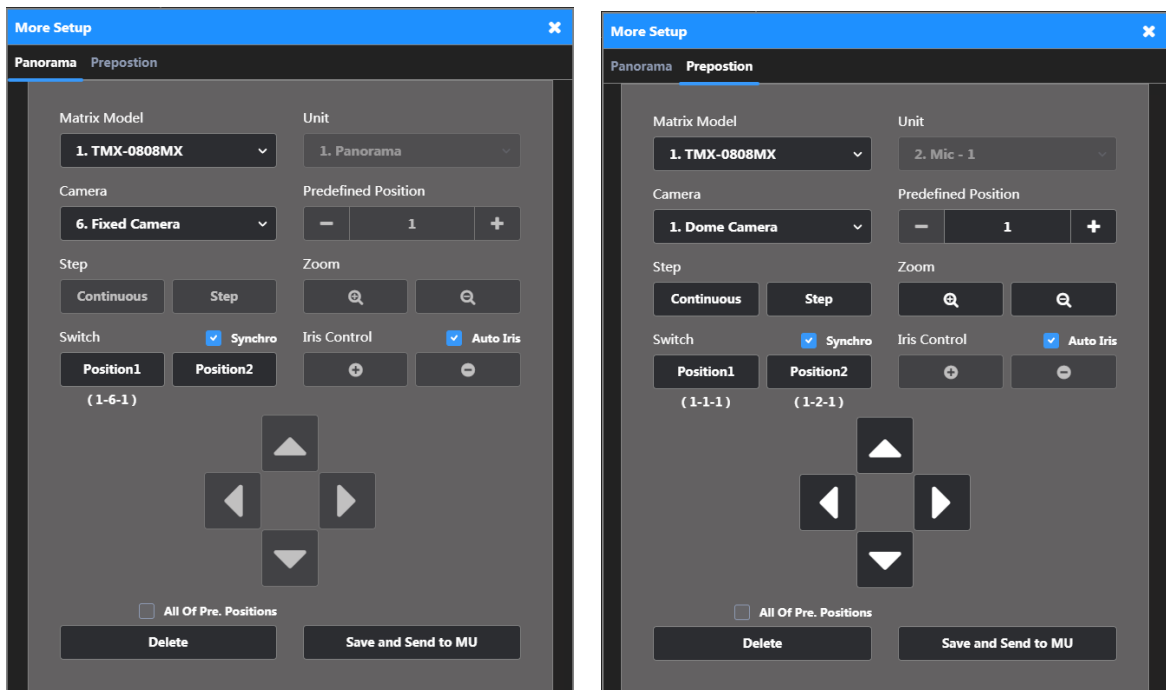 More Setup
Panorama Prepostion
Matrix Model Unit
1. TMX-0808MX 1. Panorama
Camera Predefined Position
6. Fixed Camera 1
Step Zoom
Continuous Step
Switch Synchro Iris Control Auto Iris
Position1 Position2
( 1-6-1 )
All Of Pre. Positions
Delete Save and Send to MU
More Setup
Panorama Prepostion
Matrix Model Unit
1. TMX-0808MX 2. Mic - 1
Camera Predefined Position
1. Dome Camera 1
Step Zoom
Continuous Step
Switch Synchro Iris Control Auto Iris
Position1 Position2
( 1-1-1 ) ( 1-2-1 )
All Of Pre. Positions
Delete Save and Send to MU